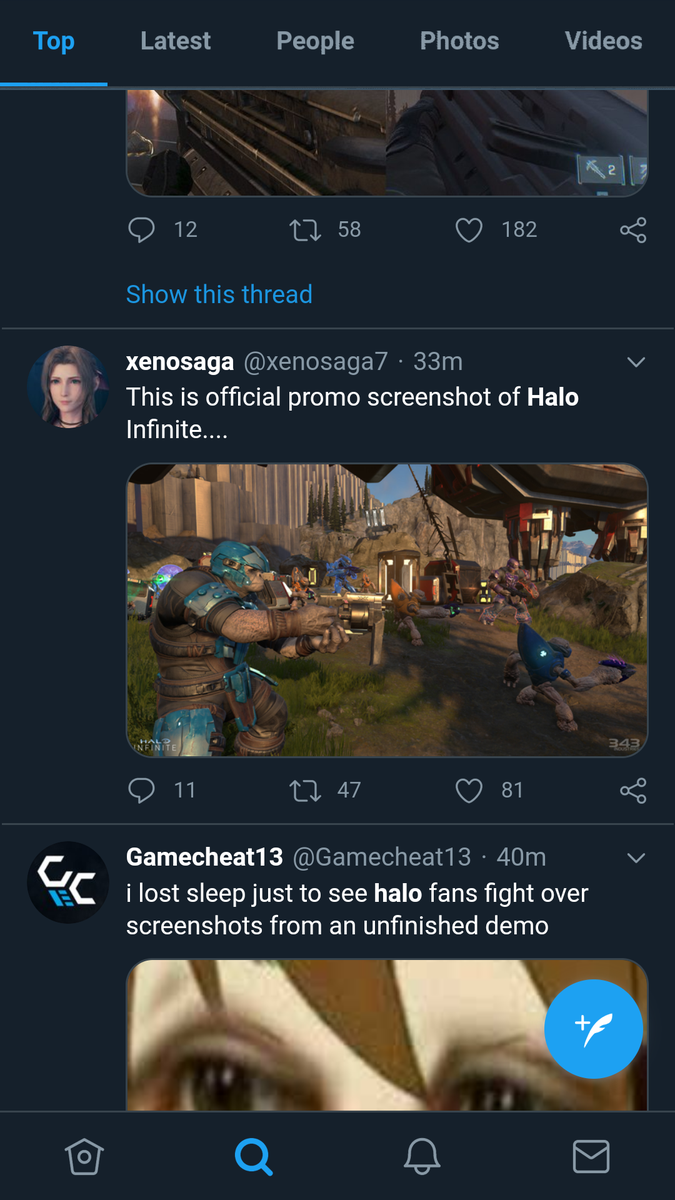 Top Latest People Photos Videos
2
12 58 182
Show this thread
xenosaga @xenosaga7 · 33m
This is official promo screenshot of Halo
Infinite....
HALO
INFINITE
343
11 47 81
Gamecheat13 @Gamecheat13 · 40m
i lost sleep just to see halo fans fight over
screenshots from an unfinished demo